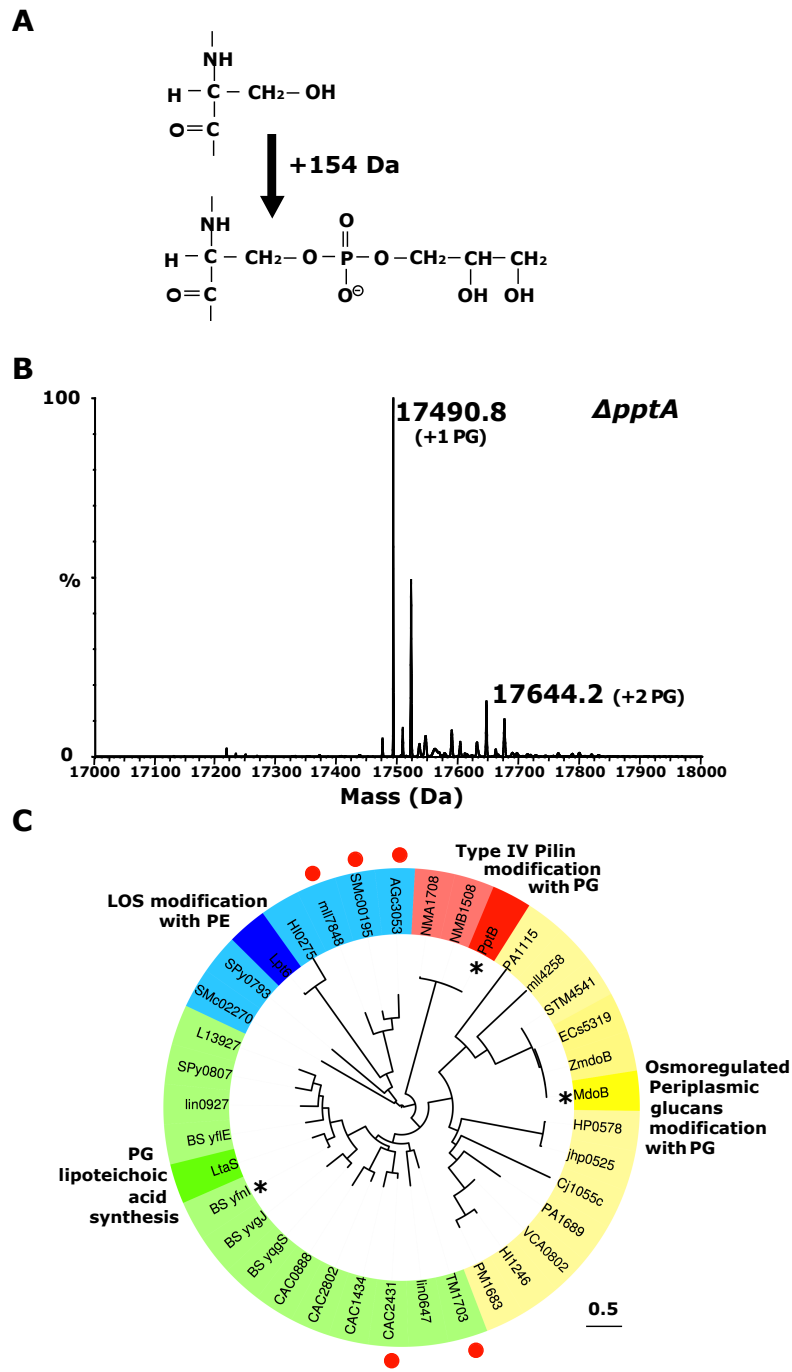 A
NH
H – C – CH₂ – OH
O=C
+154 Da
NH
O
H – C – CH₂ – O – P – O – CH₂ – CH – CH₂
O=C
O⊖
OH OH
B
100
%
0
17490.8
(+1 PG)
ΔpptA
17644.2 (+2 PG)
17000 17100 17200 17300 17400 17500 17600 17700 17800 17900 18000
Mass (Da)
C
Type IV Pilin
modification
with PG
LOS modification
with PE
Osmoregulated
Periplasmic
glucans
modification
with PG
PG
lipoteichoic
acid
synthesis
NMA1708
NMB1508
PptB
*
PA1115
mll4258
STM4541
ECs5319
ZmdoB
MdoB
*
HP0578
jhp0525
Cj1055c
PA1689
VCA0802
HI1246
PM1683
TM1703
lin0647
CAC2431
CAC1434
CAC2802
CAC0888
BS yqgS
BS yvgJ
BS yfnI
*
LtaS
BS yflE
lin0927
SPy0807
L13927
SMc02270
SPy0793
Lpt6
HI0275
mll7848
SMc00195
AGc3053
0.5